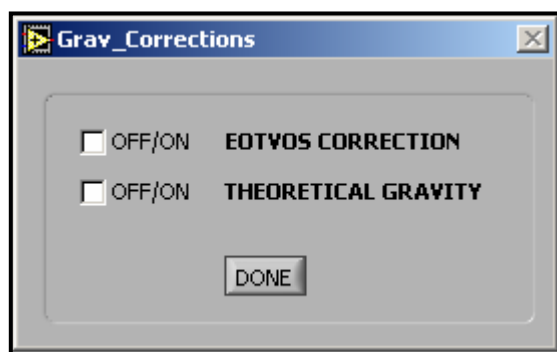 Grav_Corrections
OFF/ON EOTVOS CORRECTION
OFF/ON THEORETICAL GRAVITY
DONE